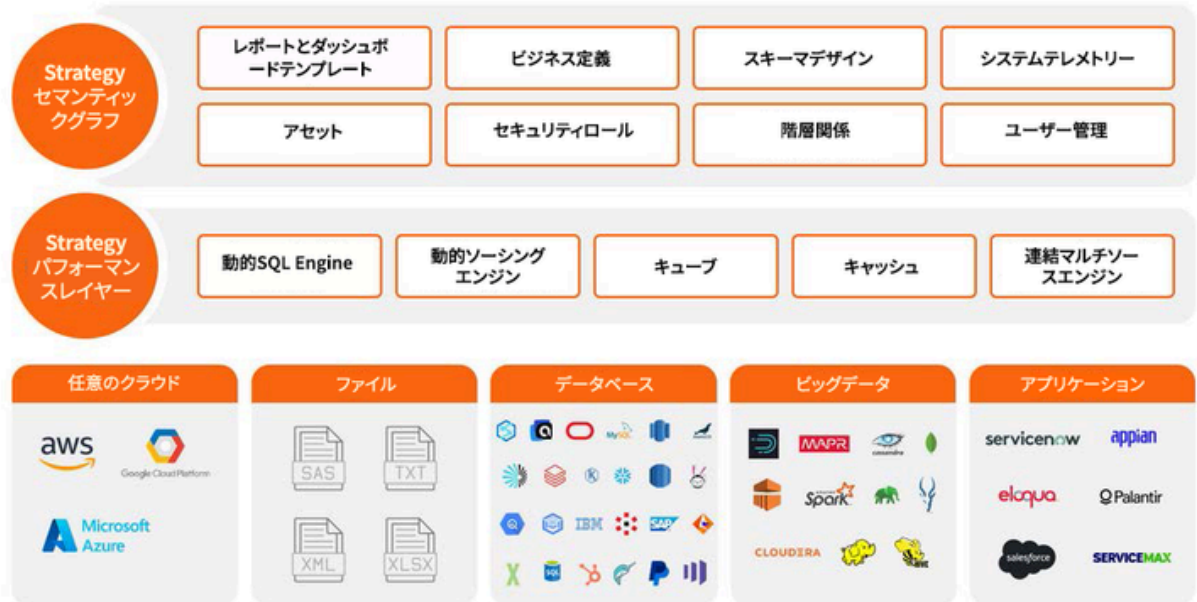 Strategy
セマンティッ
クグラフ
レポートとダッシュボ
ードテンプレート
ビジネス定義
スキーマデザイン
システムテレメトリー
アセット
セキュリティロール
階層関係
ユーザー管理
Strategy
パフォーマン
スレイヤー
動的SQL Engine
動的ソーシング
エンジン
キューブ
キャッシュ
連結マルチソー
スエンジン
任意のクラウド
aws
Google Cloud Platform
Microsoft
Azure
ファイル
SAS
TXT
XML
XLSX
データベース
MySQL
IBM
SAP
SQL
ビッグデータ
MAPR
cassandra
Spark
CLOUDERA
アプリケーション
servicenow
appian
eloqua
Palantir
salesforce
SERVICEMAX